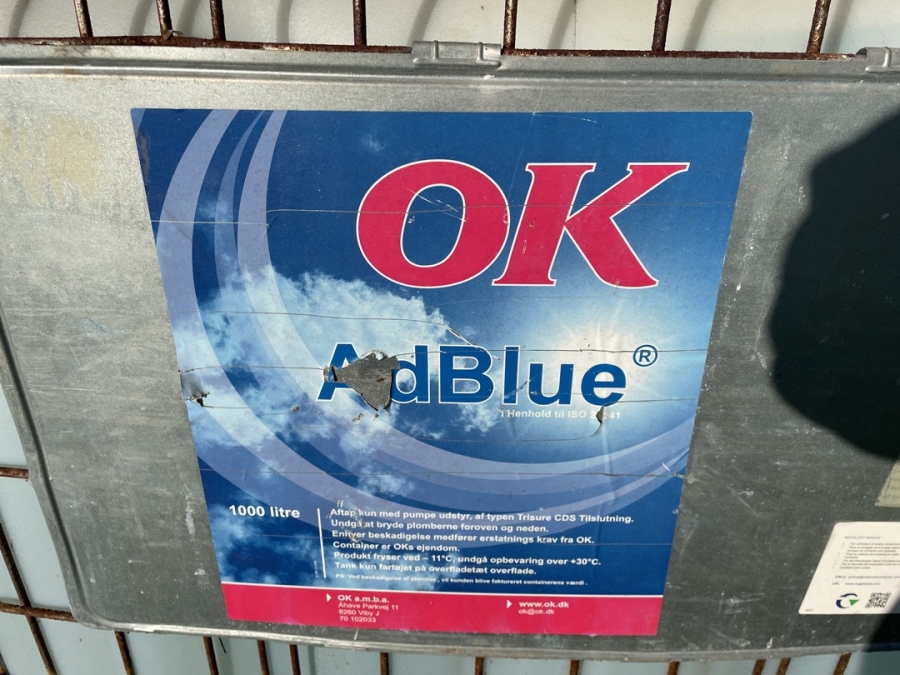 OK
AdBlue®
i Henhold til ISO 241
1000 litre
Aftap kun med pumpe udstyr, af typen Trisure CDS Tilslutning.
Undgå at bryde plomberne foroven og neden.
Enhver beskadigelse medfører erstatnings krav fra OK.
Container er OKs ejendom.
Produkt fryser ved – 11°C, undgå opbevaring over +30°C.
Tank kun fartøjet på overfladetæt overflade.
PS: Ved beskadigelse af plomber, vil kunden blive faktureret containerens værdi.
OK a.m.b.a.
Åhave Parkvej 11
8260 Viby J
70 102033
www.ok.dk
ok@ok.dk